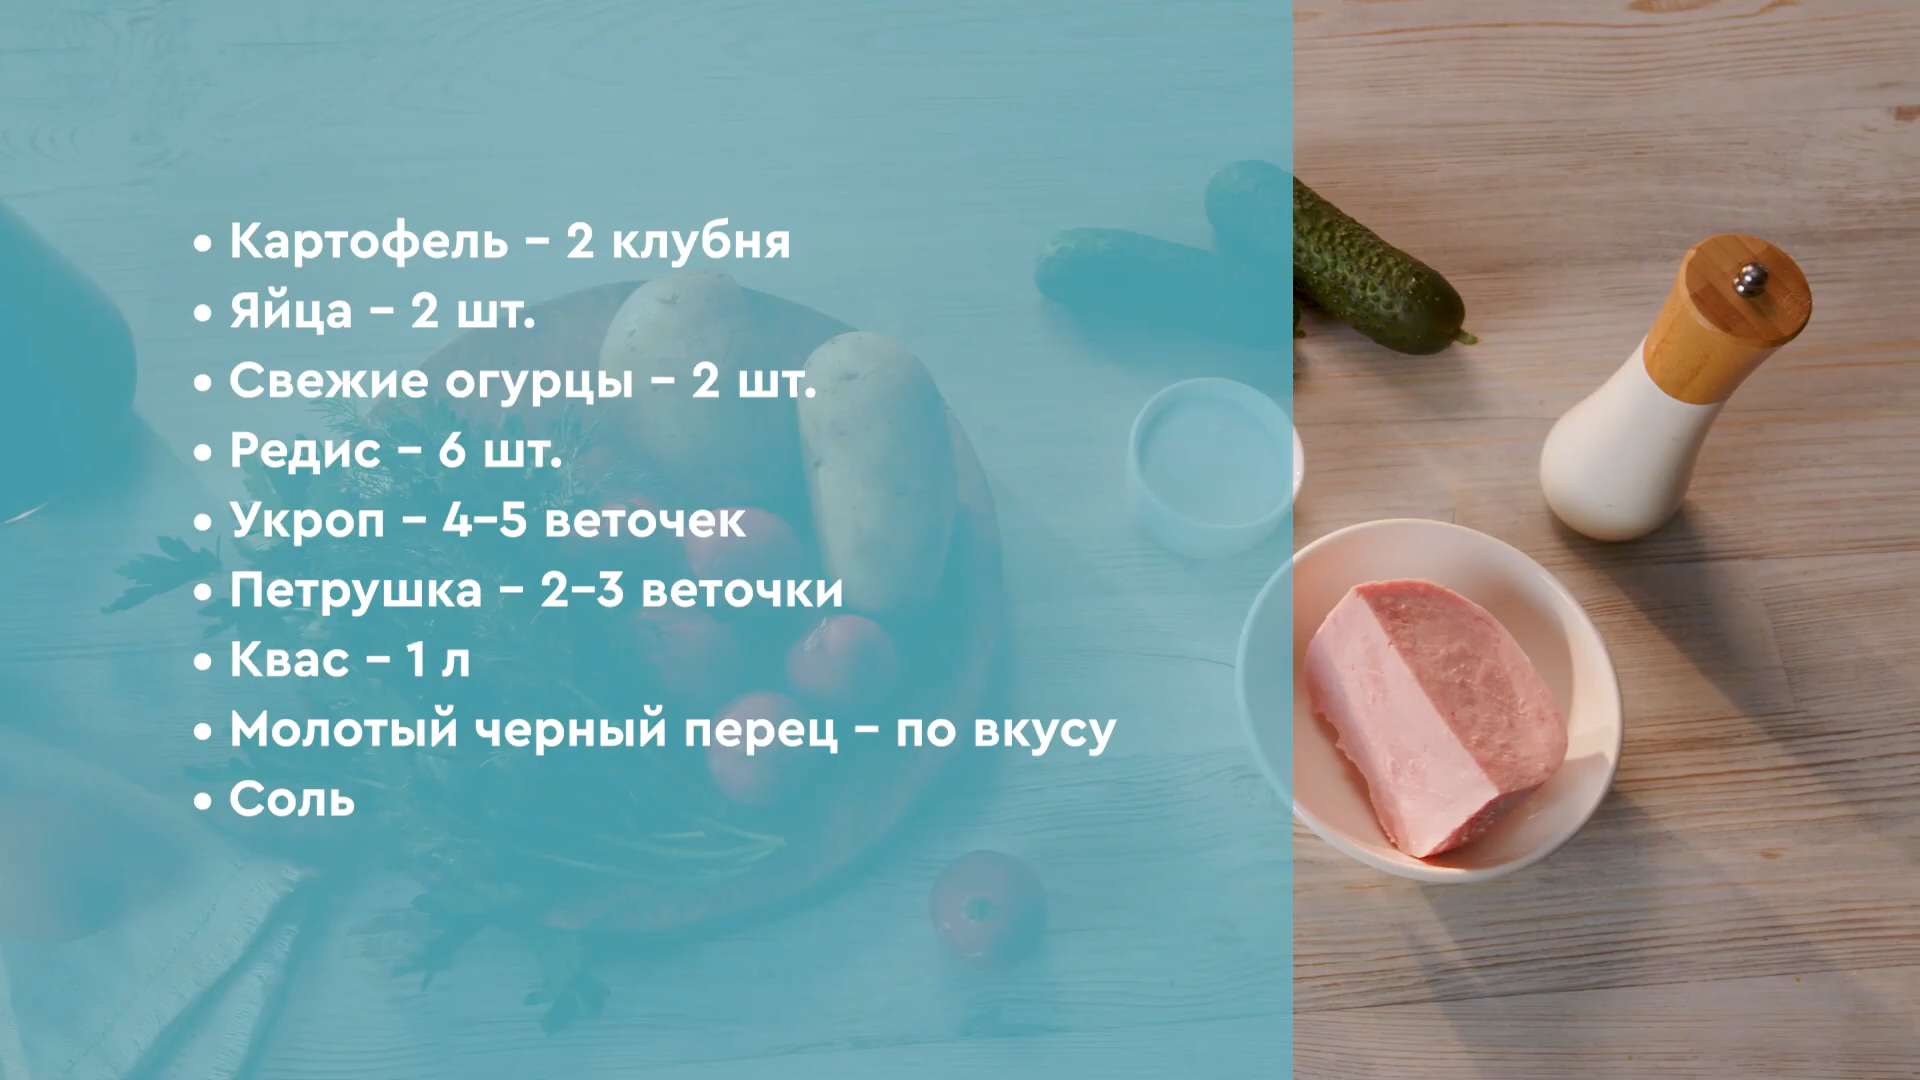 • Картофель – 2 клубня
• Яйца – 2 шт.
• Свежие огурцы – 2 шт.
• Редис – 6 шт.
• Укроп – 4–5 веточек
• Петрушка – 2–3 веточки
• Квас – 1 л
• Молотый черный перец – по вкусу
• Соль